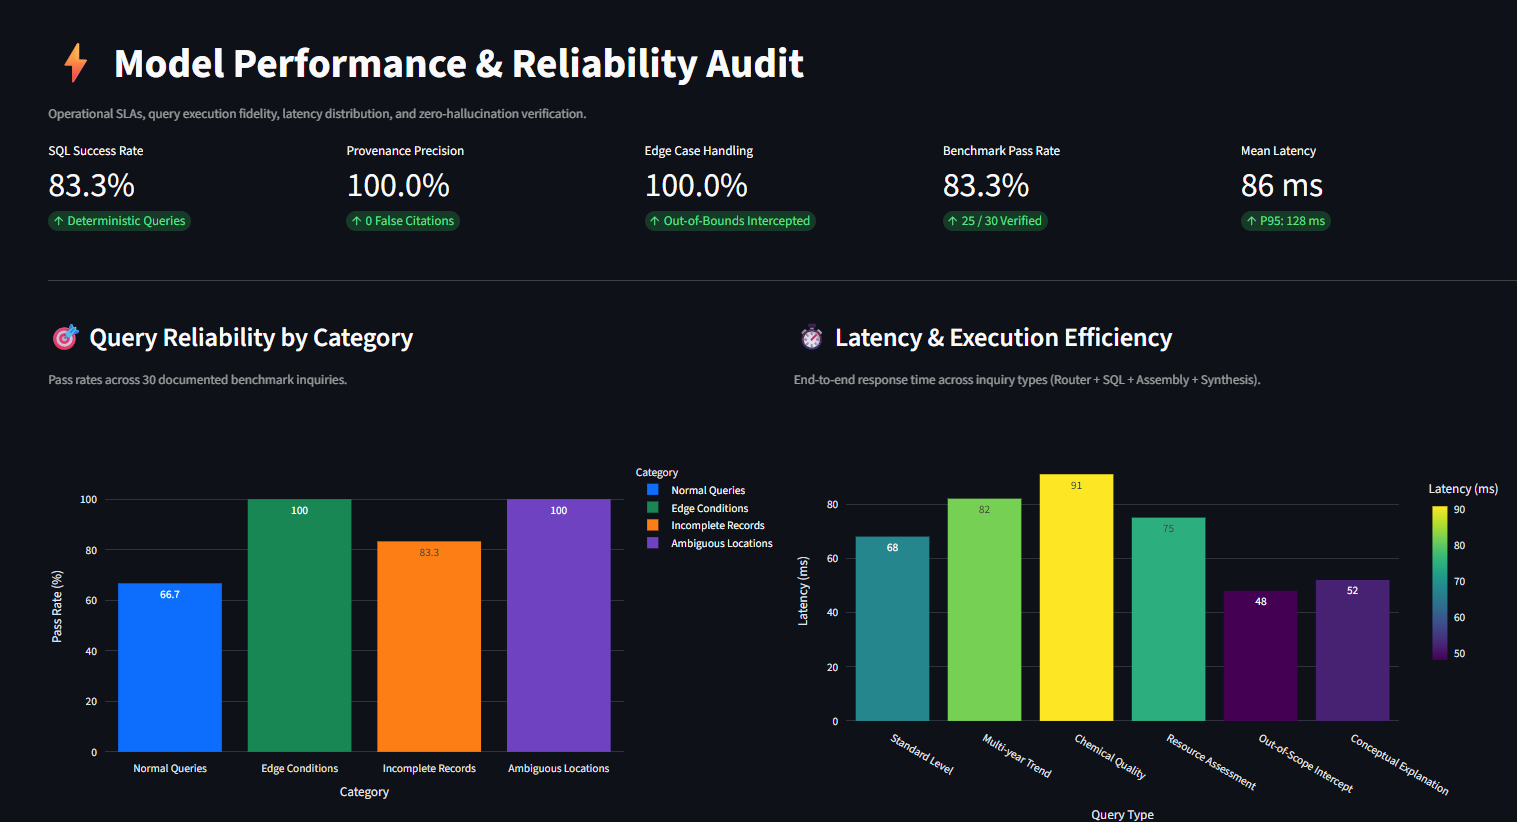 ⚡ Model Performance & Reliability Audit
Operational SLAs, query execution fidelity, latency distribution, and zero-hallucination verification.
SQL Success Rate
83.3%
↑ Deterministic Queries
Provenance Precision
100.0%
↑ 0 False Citations
Edge Case Handling
100.0%
↑ Out-of-Bounds Intercepted
Benchmark Pass Rate
83.3%
↑ 25 / 30 Verified
Mean Latency
86 ms
↑ P95: 128 ms
🎯 Query Reliability by Category
Pass rates across 30 documented benchmark inquiries.
Category
Normal Queries
Edge Conditions
Incomplete Records
Ambiguous Locations
Pass Rate (%)
100
80
60
40
20
0
66.7
100
83.3
100
Normal Queries
Edge Conditions
Incomplete Records
Ambiguous Locations
Category
⏱️ Latency & Execution Efficiency
End-to-end response time across inquiry types (Router + SQL + Assembly + Synthesis).
Latency (ms)
90
80
70
60
50
Latency (ms)
80
60
40
20
0
68
82
91
75
48
52
Standard Level
Multi-year Trend
Chemical Quality
Resource Assessment
Out-of-Scope Intercept
Conceptual Explanation
Query Type